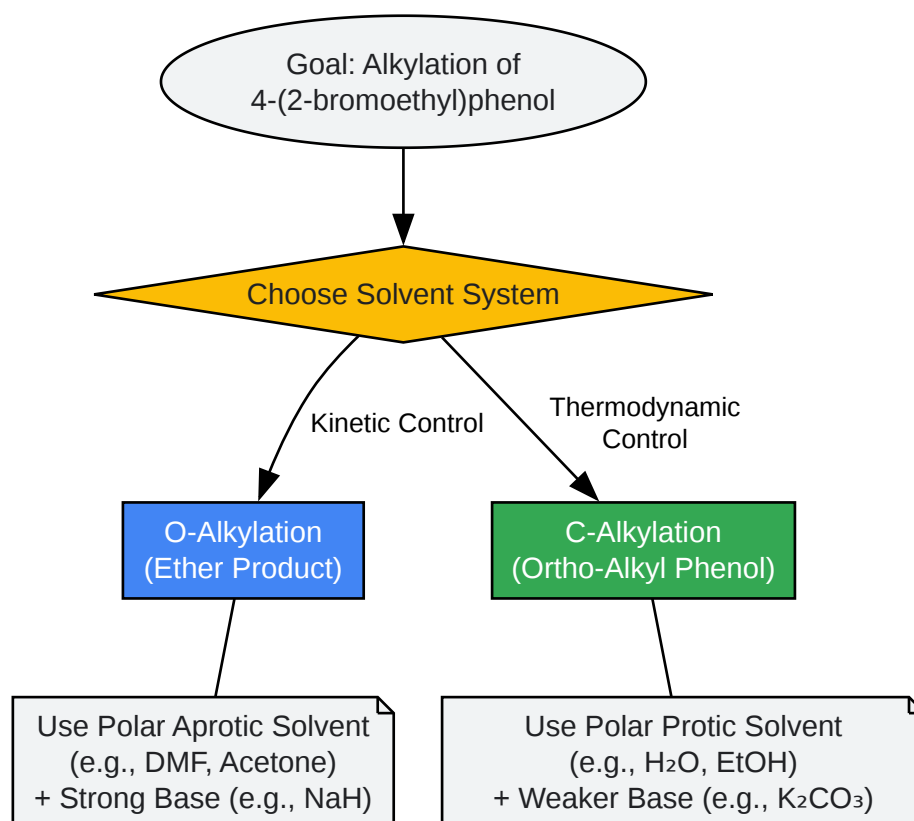 Goal: Alkylation of
4-(2-bromoethyl)phenol
Choose Solvent System
Kinetic Control
Thermodynamic
Control
O-Alkylation
(Ether Product)
C-Alkylation
(Ortho-Alkyl Phenol)
Use Polar Aprotic Solvent
(e.g., DMF, Acetone)
+ Strong Base (e.g., NaH)
Use Polar Protic Solvent
(e.g., H₂O, EtOH)
+ Weaker Base (e.g., K₂CO₃)